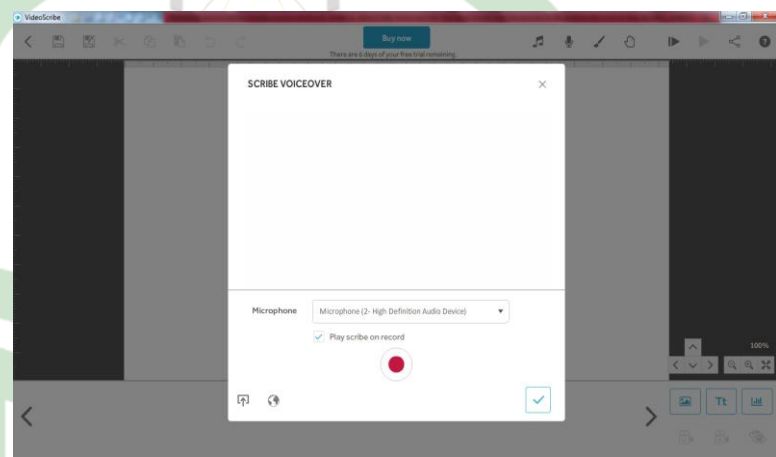 VideoScribe
Buy now
There are 6 days of your free trial remaining.
SCRIBE VOICEOVER
Microphone
Microphone (2- High Definition Audio Device)
Play scribe on record
100%
Tt